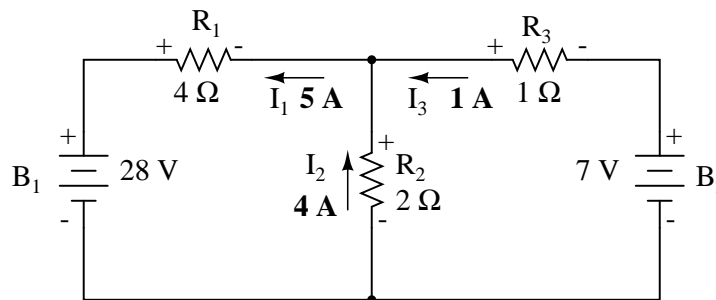 R1 R3
+ - + -
4 Ω 1 Ω
I1 5 A I3 1 A
+ + +
B1 28 V I2 R2 7 V B
4 A 2 Ω
- - -